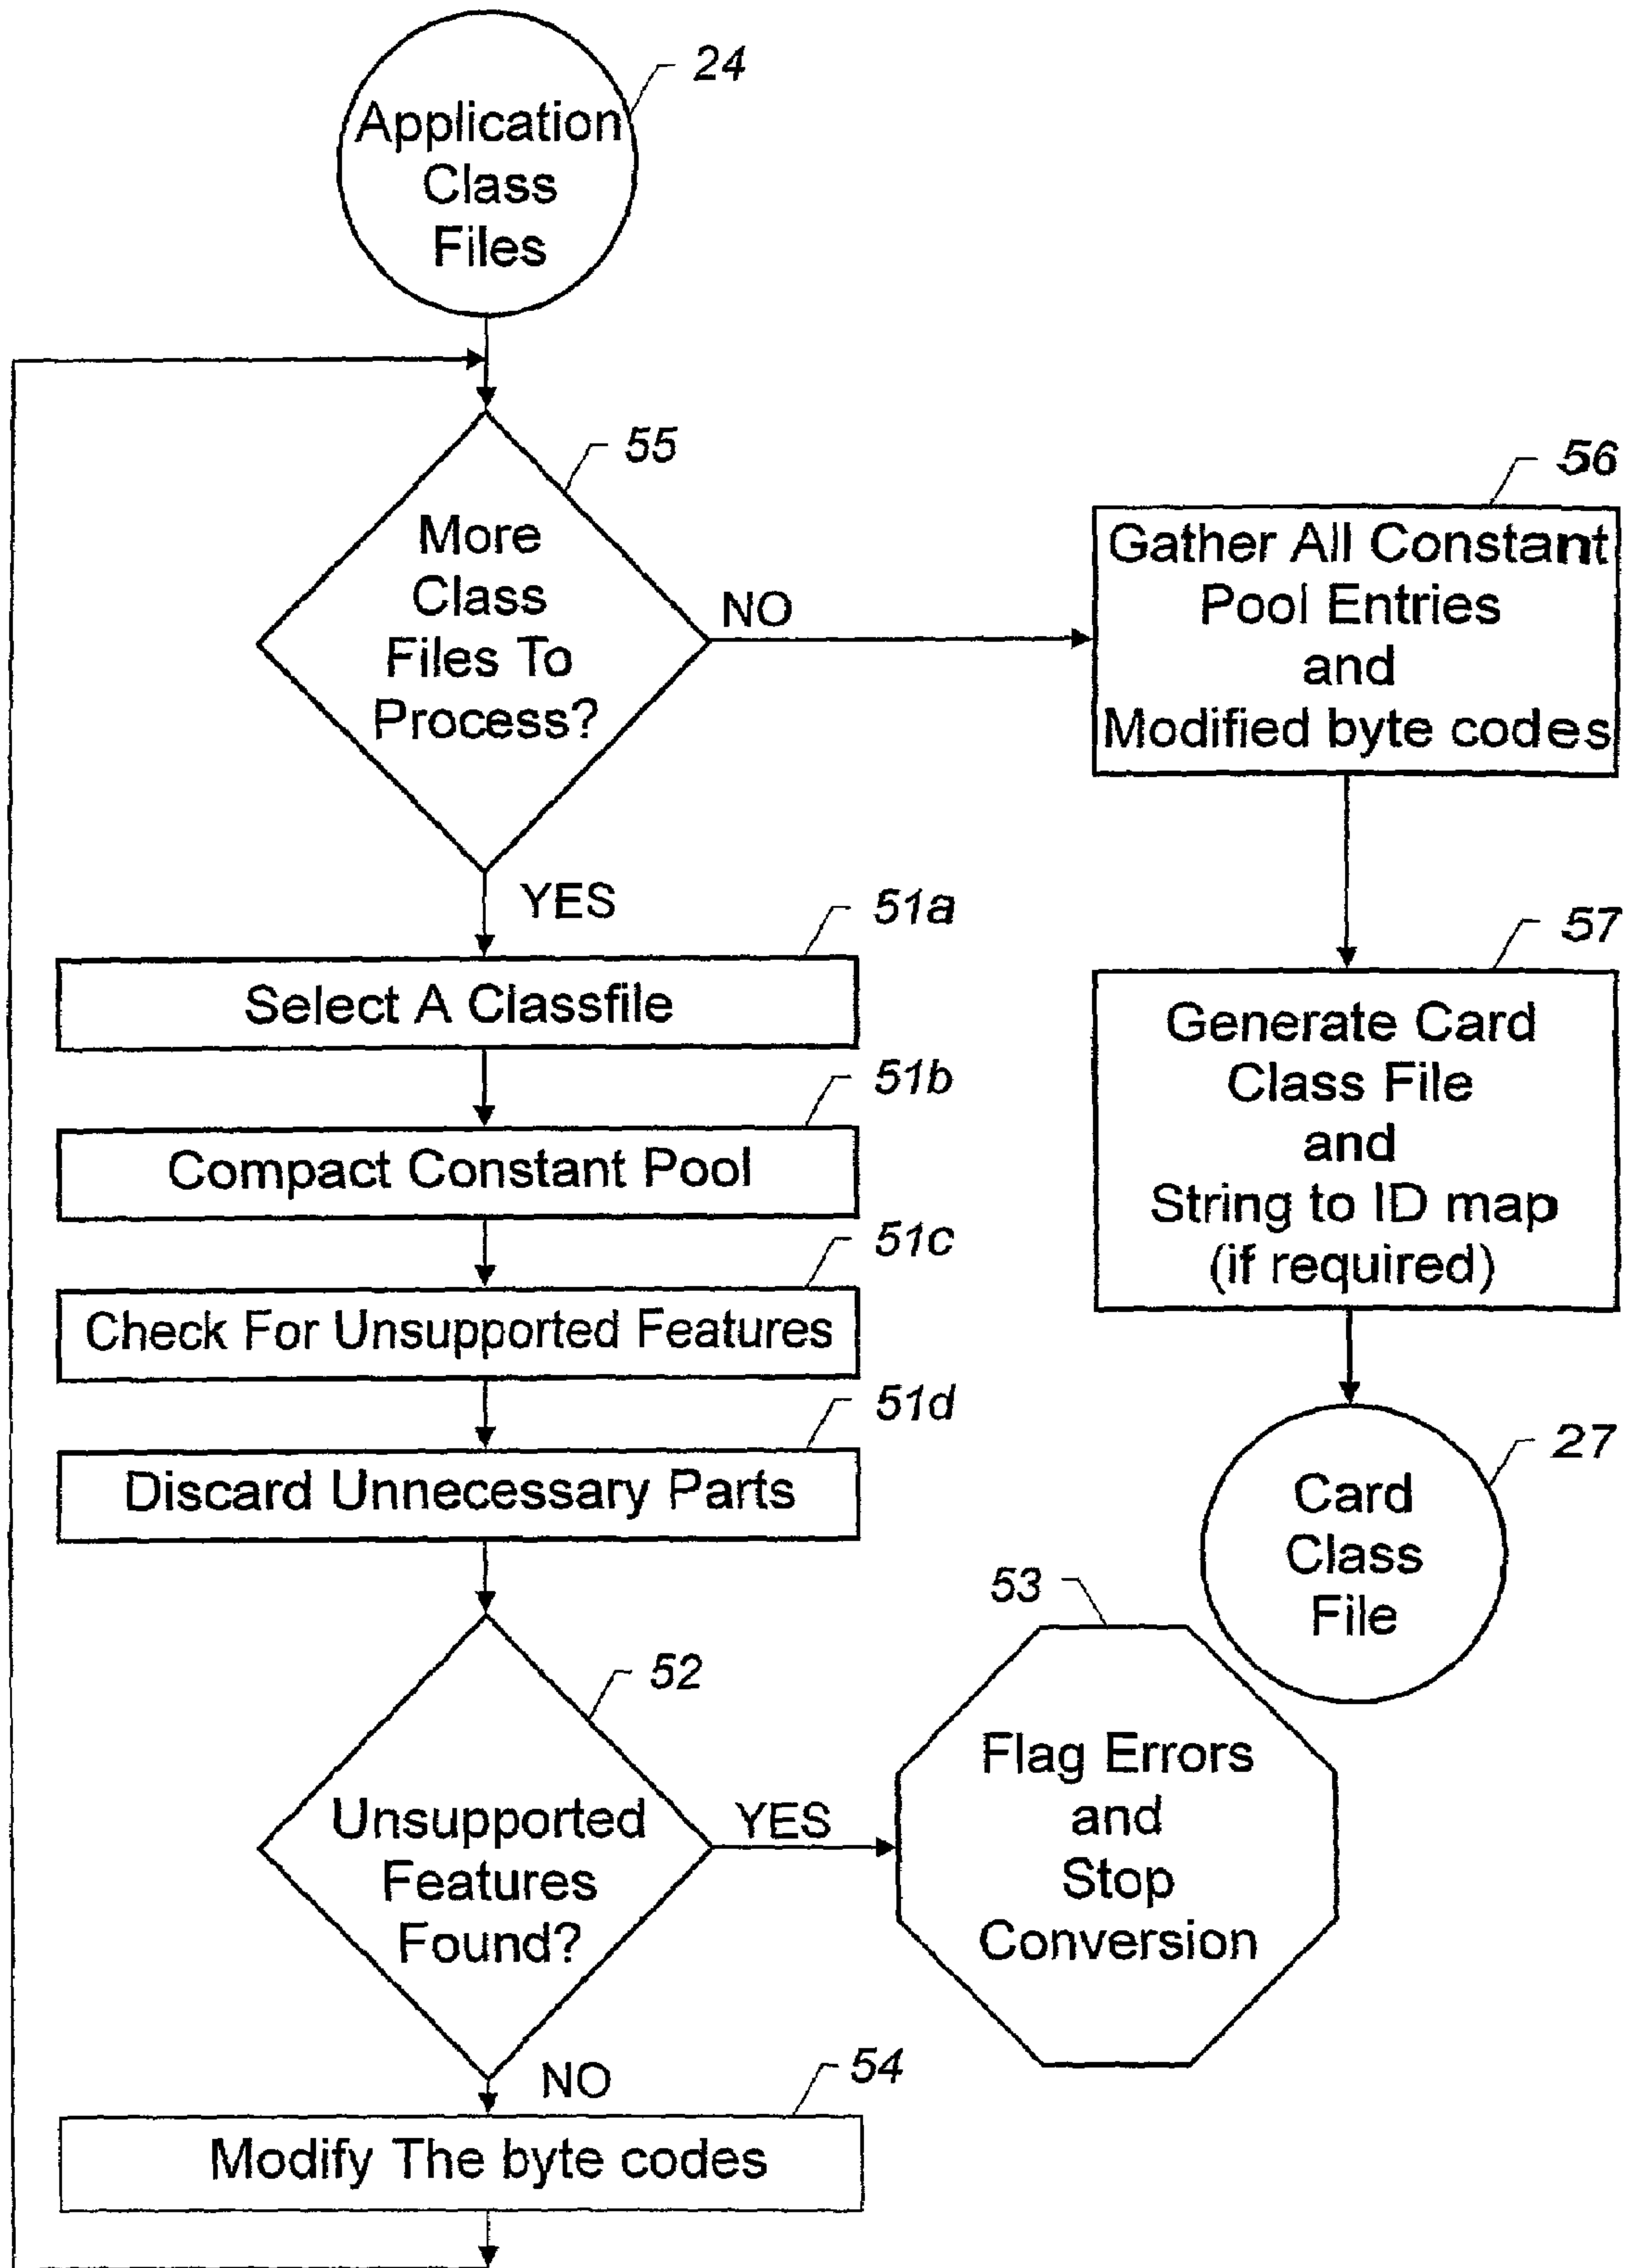 24
Application
Class
Files
55
More
Class
Files To
Process?
NO
YES
56
Gather All Constant
Pool Entries
and
Modified byte codes
51a
Select A Classfile
57
Generate Card
Class File
and
String to ID map
(if required)
51b
Compact Constant Pool
51c
Check For Unsupported Features
51d
Discard Unnecessary Parts
27
Card
Class
File
52
Unsupported
Features
Found?
YES
NO
53
Flag Errors
and
Stop
Conversion
54
Modify The byte codes